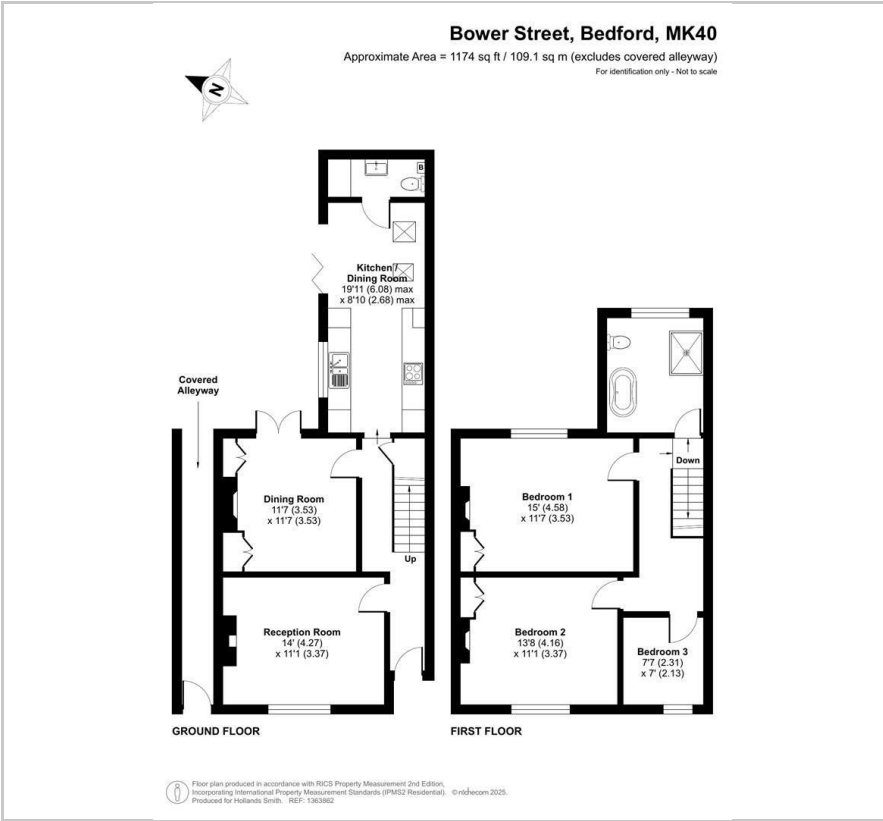 Bower Street, Bedford, MK40
Approximate Area = 1174 sq ft / 109.1 sq m (excludes covered alleyway)
For identification only - Not to scale
N
B
Kitchen /
Dining Room
19'11 (6.08) max
x 8'10 (2.68) max
Covered
Alleyway
Dining Room
11'7 (3.53)
x 11'7 (3.53)
Up
Reception Room
14' (4.27)
x 11'1 (3.37)
GROUND FLOOR
Down
Bedroom 1
15' (4.58)
x 11'7 (3.53)
Bedroom 2
13'8 (4.16)
x 11'1 (3.37)
Bedroom 3
7'7 (2.31)
x 7' (2.13)
FIRST FLOOR
Floor plan produced in accordance with RICS Property Measurement 2nd Edition,
Incorporating International Property Measurement Standards (IPMS2 Residential). © nichecom 2025.
Produced for Hollands Smith. REF: 1363862